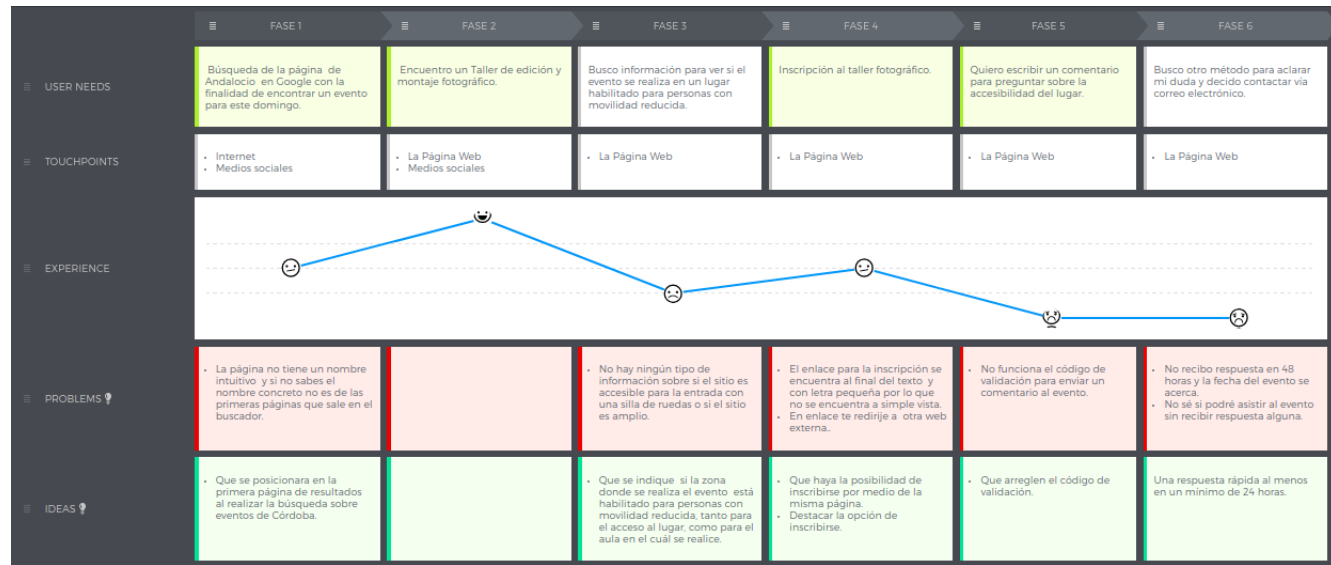 FASE 1
FASE 2
FASE 3
FASE 4
FASE 5
FASE 6
USER NEEDS
Búsqueda de la página de
Andalocio en Google con la
finalidad de encontrar un evento
para este domingo.
Encuentro un Taller de edición y
montaje fotográfico.
Busco información para ver si el
evento se realiza en un lugar
habilitado para personas con
movilidad reducida.
Inscripción al taller fotográfico.
Quiero escribir un comentario
para preguntar sobre la
accesibilidad del lugar.
Busco otro método para aclarar
mi duda y decido contactar via
correo electrónico.
TOUCHPOINTS
• Internet
• Medios sociales
• La Página Web
• Medios sociales
• La Página Web
• La Página Web
• La Página Web
• La Página Web
EXPERIENCE
PROBLEMS
• La página no tiene un nombre
intuitivo y si no sabes el
nombre concreto no es de las
primeras páginas que sale en el
buscador.
• No hay ningún tipo de
información sobre si el sitio es
accesible para la entrada con
una silla de ruedas o si el sitio
es amplio.
• El enlace para la inscripción se
encuentra al final del texto y
con letra pequeña por lo que
no se encuentra a simple vista.
• En enlace te redirije a otra web
externa..
• No funciona el código de
validación para enviar un
comentario al evento.
• No recibo respuesta en 48
horas y la fecha del evento se
acerca.
• No sé si podré asistir al evento
sin recibir respuesta alguna.
IDEAS
• Que se posicionara en la
primera página de resultados
al realizar la búsqueda sobre
eventos de Córdoba.
• Que se indique si la zona
donde se realiza el evento está
habilitado para personas con
movilidad reducida, tanto para
el acceso al lugar, como para el
aula en el cuál se realice.
• Que haya la posibilidad de
inscribirse por medio de la
misma página.
• Destacar la opción de
inscribirse.
• Que arreglen el código de
validación.
Una respuesta rápida al menos
en un mínimo de 24 horas.